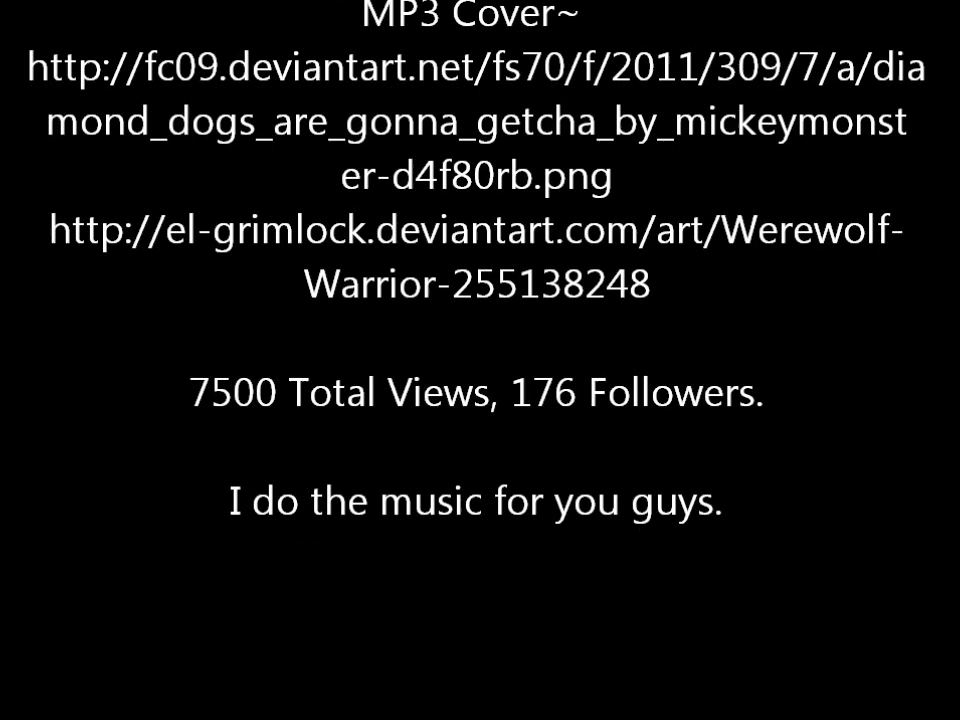 MP3 Cover~
http://fc09.deviantart.net/fs70/f/2011/309/7/a/dia
mond_dogs_are_gonna_getcha_by_mickeymonst
er-d4f80rb.png
http://el-grimlock.deviantart.com/art/Werewolf-
Warrior-255138248
7500 Total Views, 176 Followers.
I do the music for you guys.